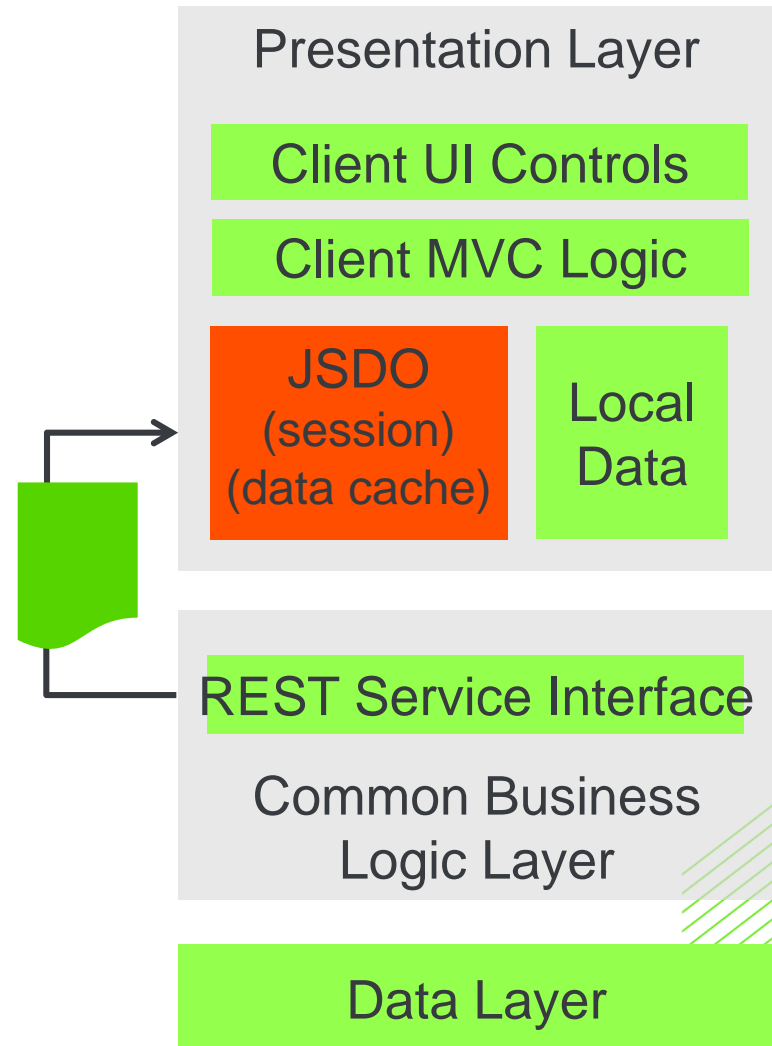 Presentation Layer
Client UI Controls
Client MVC Logic
JSDO
(session)
(data cache)
Local
Data
REST Service Interface
Common Business
Logic Layer
Data Layer